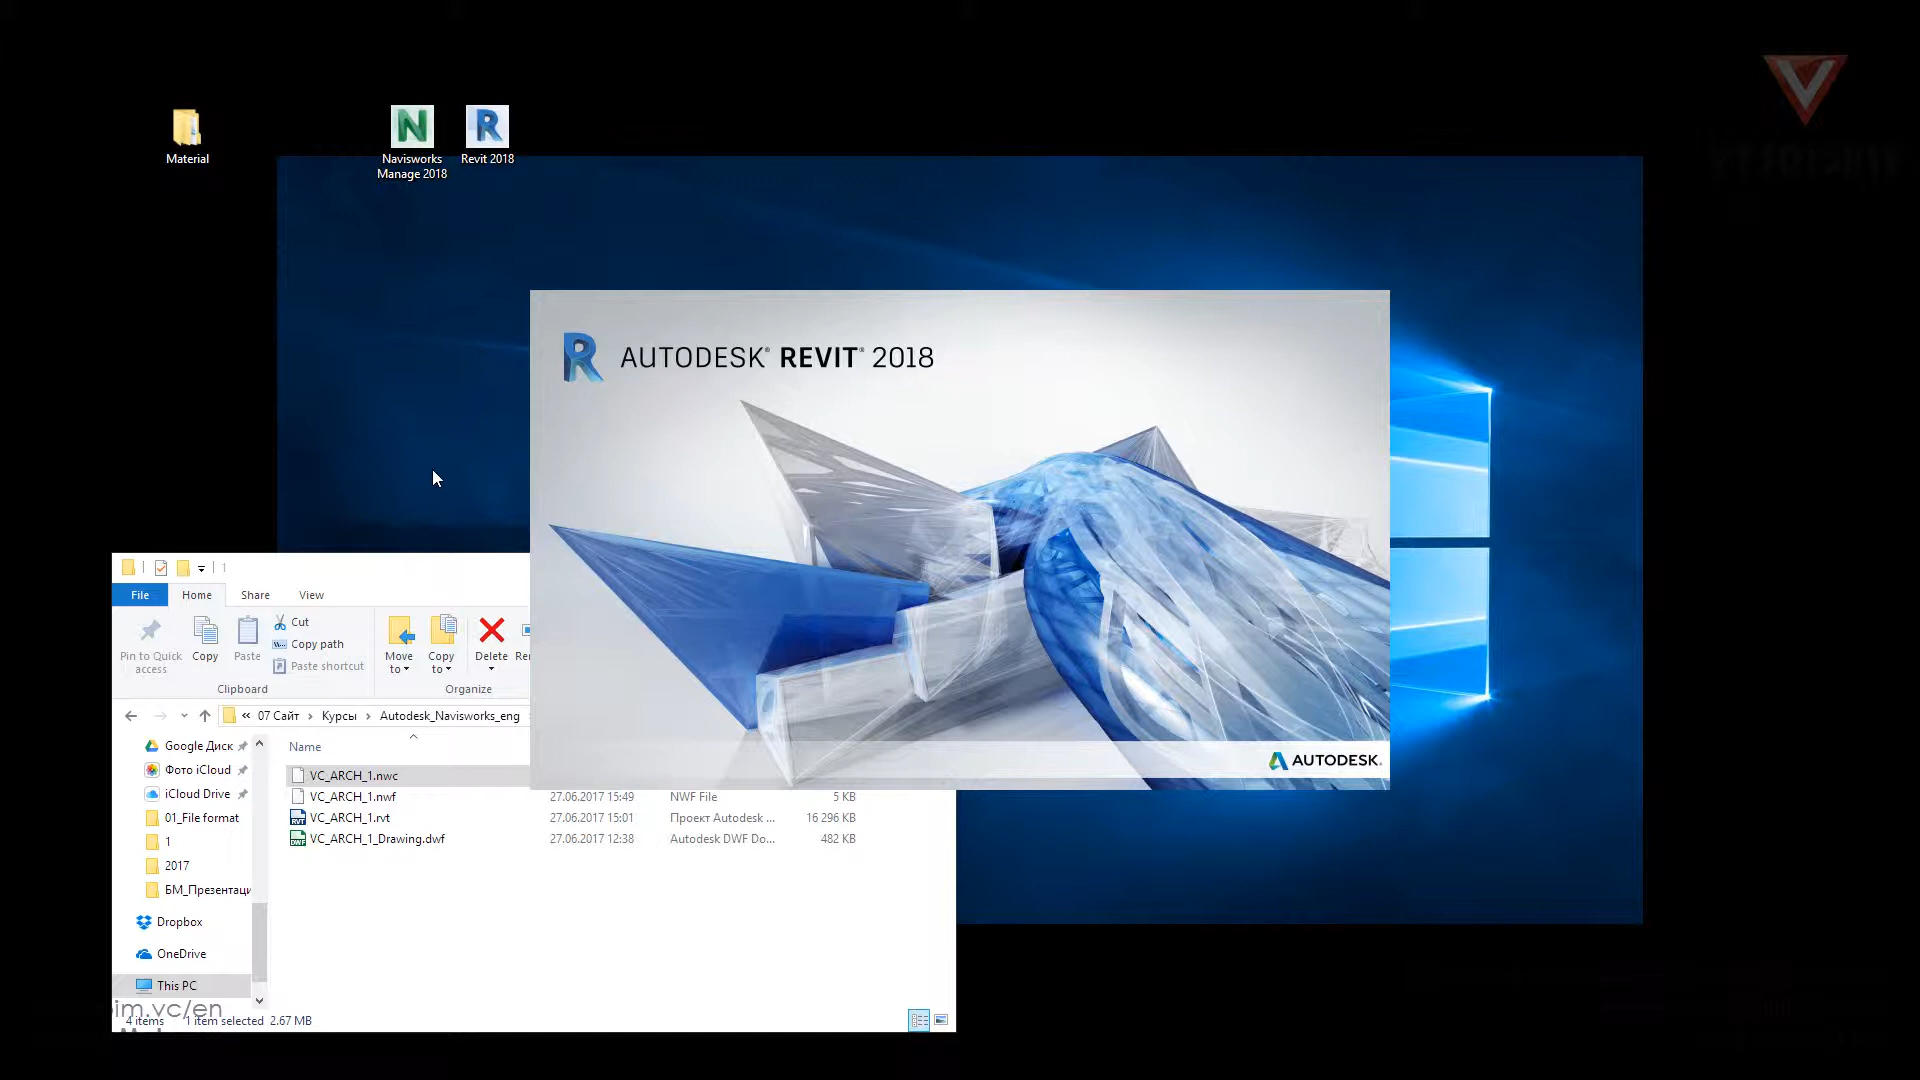 Material
Navisworks
Manage 2018
Revit 2018
AUTODESK® REVIT® 2018
AUTODESK.
1
File
Home
Share
View
Pin to Quick
access
Copy
Paste
Cut
Copy path
Paste shortcut
Move
to
Copy
to
Delete
Clipboard
Organize
« 07 Сайт > Курсы > Autodesk_Navisworks_eng
Name
Google Диск
Фото iCloud
iCloud Drive
01_File format
1
2017
БМ_Презентаци
Dropbox
OneDrive
This PC
VC_ARCH_1.nwc
VC_ARCH_1.nwf 27.06.2017 15:49 NWF File 5 KB
VC_ARCH_1.rvt 27.06.2017 15:01 Проект Autodesk ... 16 296 KB
VC_ARCH_1_Drawing.dwf 27.06.2017 12:38 Autodesk DWF Do... 482 KB
bim.vc/en
4 items 1 item selected 2.67 MB